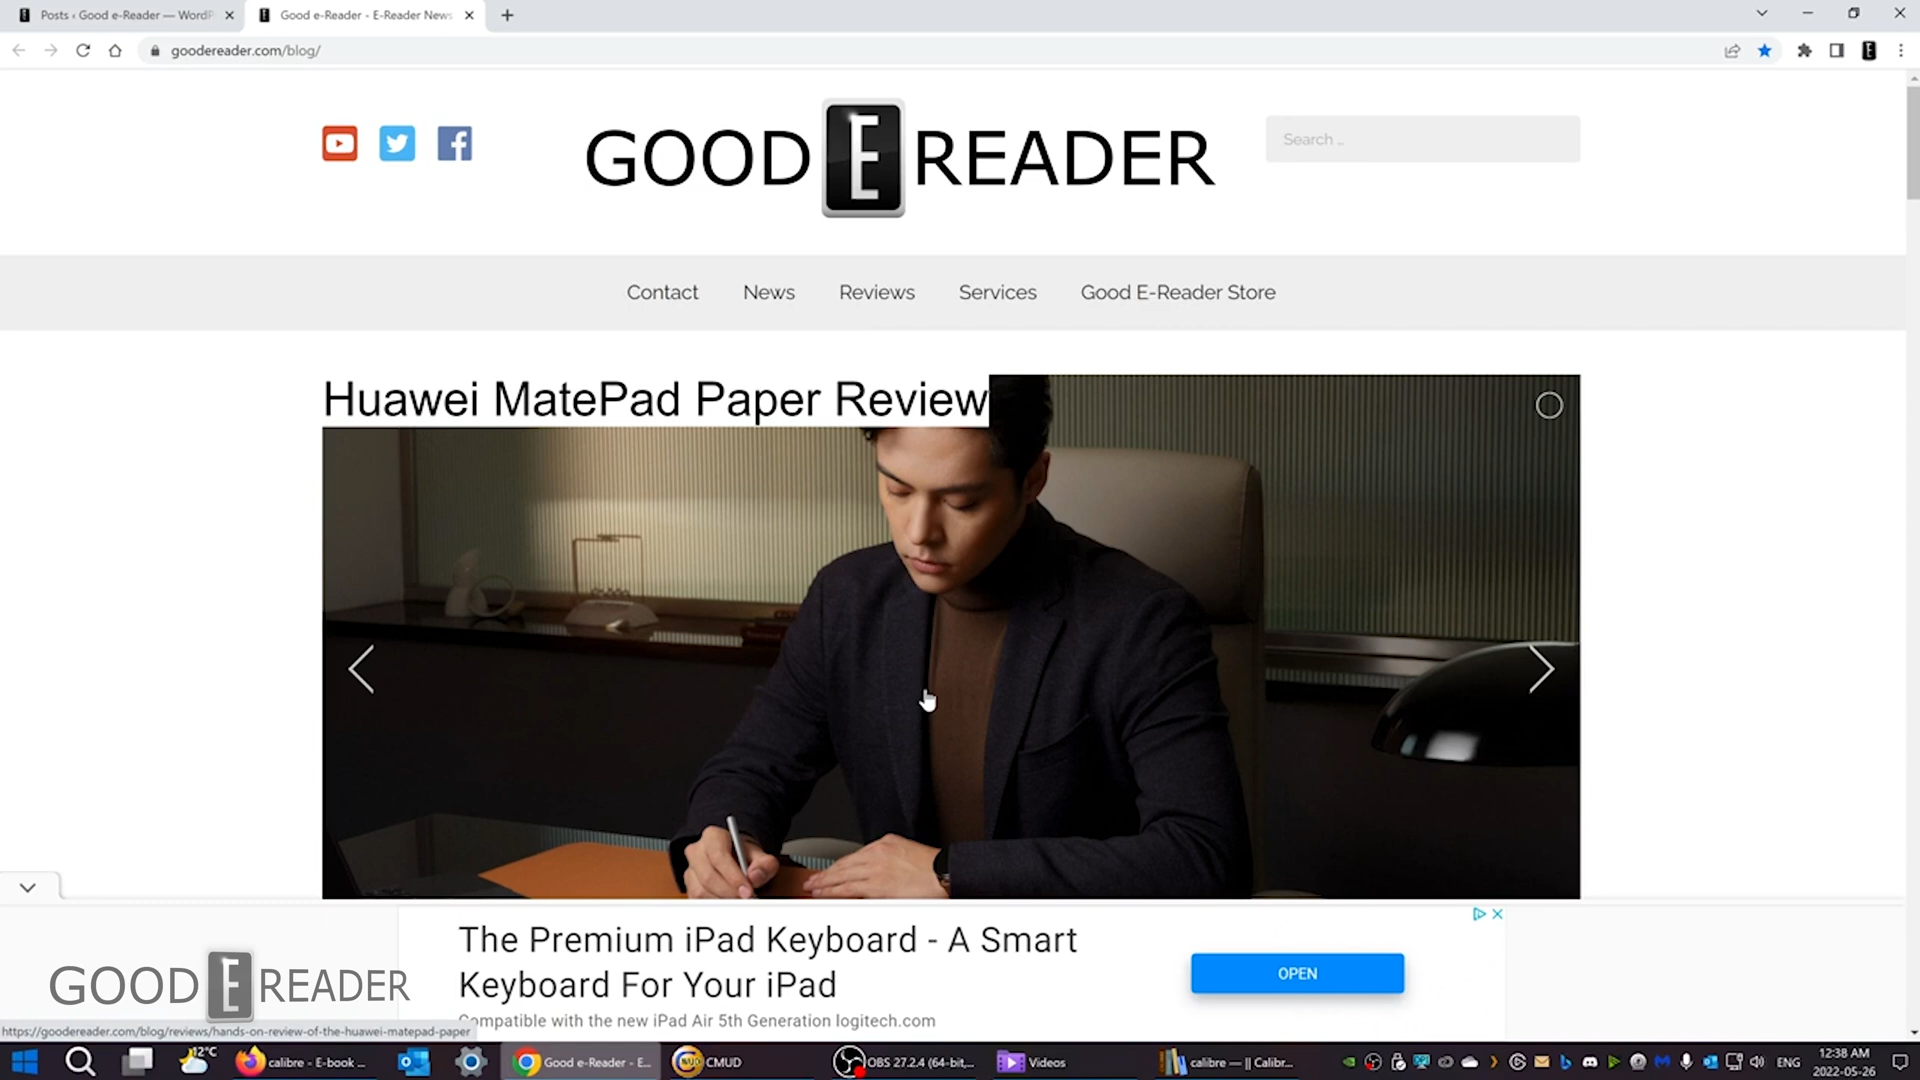 Posts ‹ Good e-Reader — WordP
Good e-Reader - E-Reader News
goodereader.com/blog/
GOOD E READER
Search ..
Contact
News
Reviews
Services
Good E-Reader Store
Huawei MatePad Paper Review
The Premium iPad Keyboard - A Smart
Keyboard For Your iPad
OPEN
Compatible with the new iPad Air 5th Generation logitech.com
GOOD E READER
https://goodereader.com/blog/reviews/hands-on-review-of-the-huawei-matepad-paper
12°C
calibre - E-book ...
Good e-Reader - E...
CMUD
OBS 27.2.4 (64-bit,...
Videos
calibre — || Calibr...
ENG
12:38 AM
2022-05-26